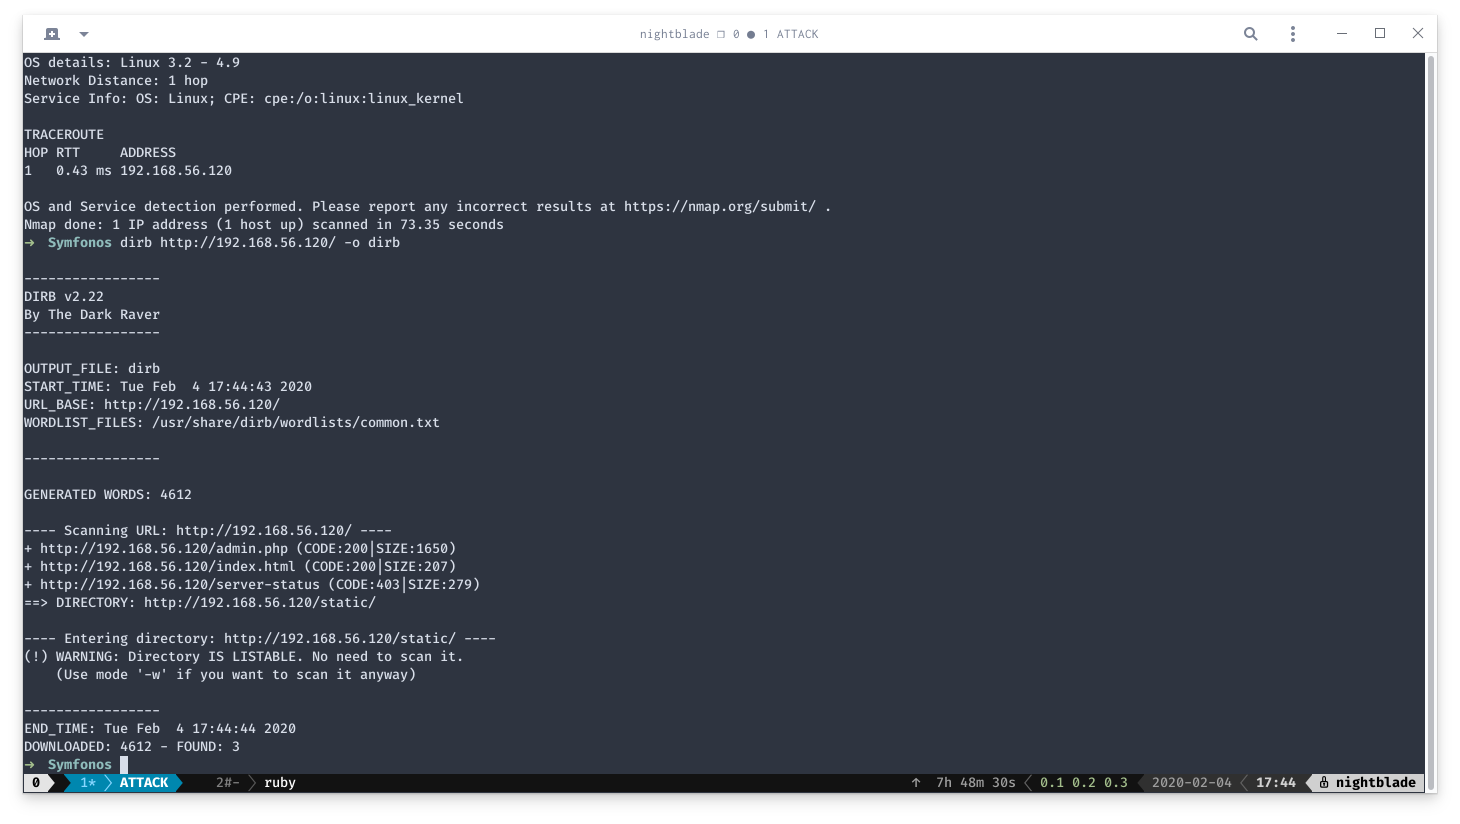 nightblade ❐ 0 ● 1 ATTACK
OS details: Linux 3.2 - 4.9
Network Distance: 1 hop
Service Info: OS: Linux; CPE: cpe:/o:linux:linux_kernel
TRACEROUTE
HOP RTT     ADDRESS
1   0.43 ms 192.168.56.120
OS and Service detection performed. Please report any incorrect results at https://nmap.org/submit/ .
Nmap done: 1 IP address (1 host up) scanned in 73.35 seconds
→  Symfonos dirb http://192.168.56.120/ -o dirb
-----------------
DIRB v2.22
By The Dark Raver
-----------------
OUTPUT_FILE: dirb
START_TIME: Tue Feb  4 17:44:43 2020
URL_BASE: http://192.168.56.120/
WORDLIST_FILES: /usr/share/dirb/wordlists/common.txt
-----------------
GENERATED WORDS: 4612
---- Scanning URL: http://192.168.56.120/ ----
+ http://192.168.56.120/admin.php (CODE:200|SIZE:1650)
+ http://192.168.56.120/index.html (CODE:200|SIZE:207)
+ http://192.168.56.120/server-status (CODE:403|SIZE:279)
==> DIRECTORY: http://192.168.56.120/static/
---- Entering directory: http://192.168.56.120/static/ ----
(!) WARNING: Directory IS LISTABLE. No need to scan it.
    (Use mode '-w' if you want to scan it anyway)
-----------------
END_TIME: Tue Feb  4 17:44:44 2020
DOWNLOADED: 4612 - FOUND: 3
→  Symfonos
0 1* ATTACK 2#- ruby ↑ 7h 48m 30s 0.1 0.2 0.3 2020-02-04 17:44 nightblade